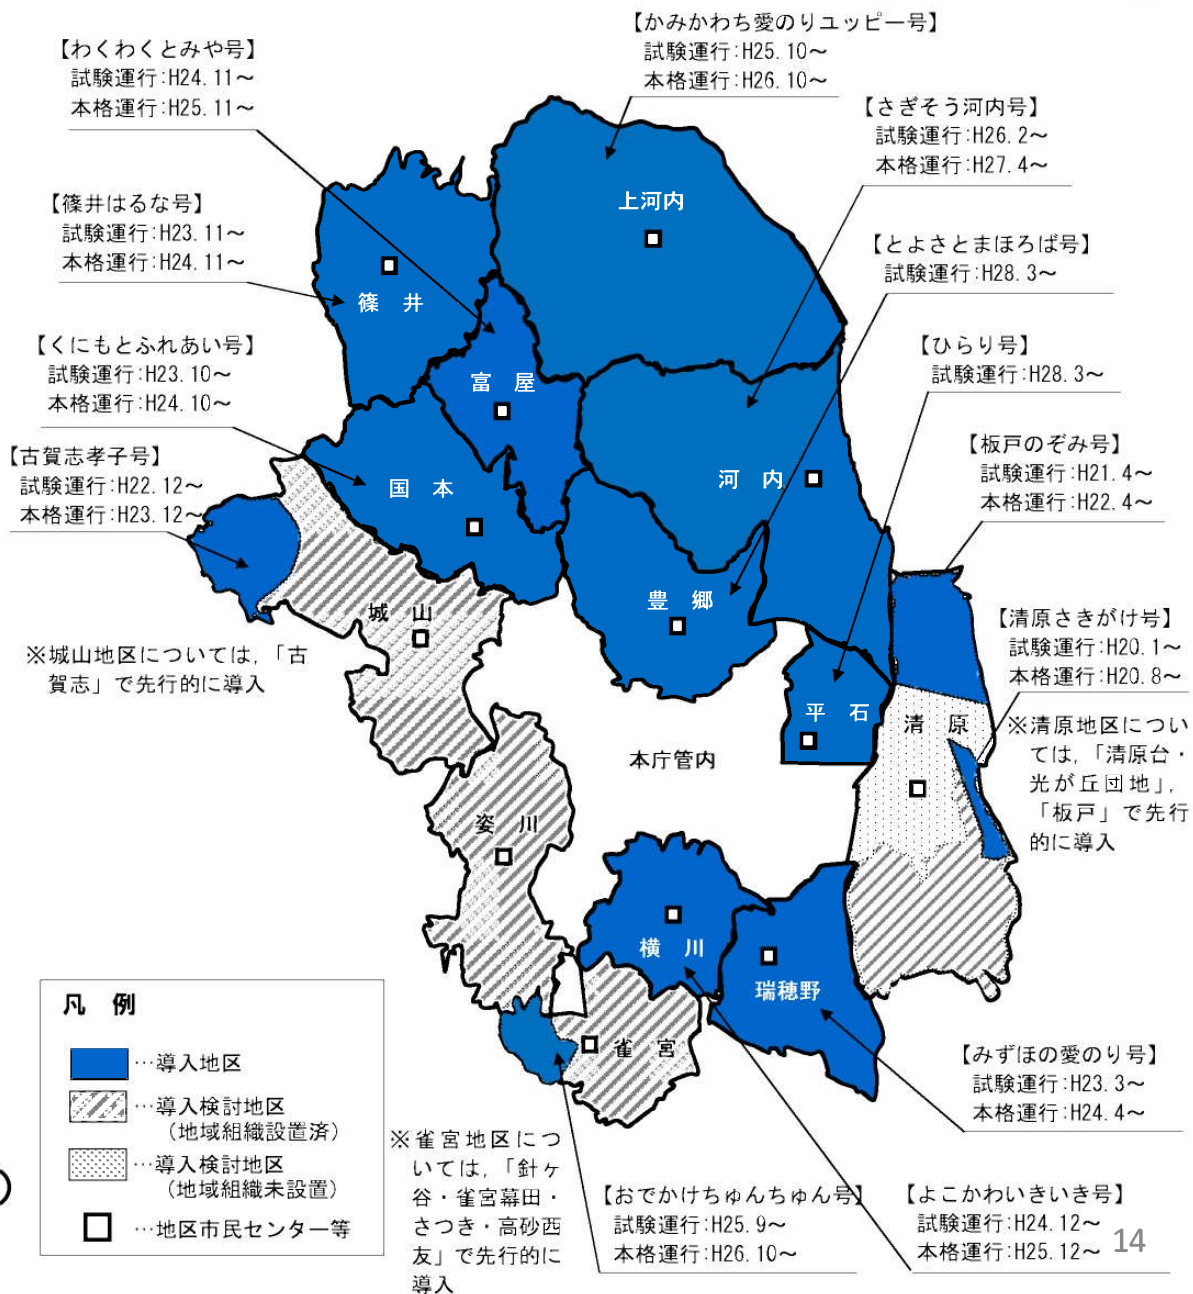 【かみかわち愛のりユッピー号】
試験運行:H25.10～
本格運行:H26.10～
【わくわくとみや号】
試験運行:H24.11～
本格運行:H25.11～
【さぎそう河内号】
試験運行:H26.2～
本格運行:H27.4～
【篠井はるな号】
試験運行:H23.11～
本格運行:H24.11～
【とよさとまほろば号】
試験運行:H28.3～
【くにもとふれあい号】
試験運行:H23.10～
本格運行:H24.10～
【ひらり号】
試験運行:H28.3～
【古賀志孝子号】
試験運行:H22.12～
本格運行:H23.12～
【板戸のぞみ号】
試験運行:H21.4～
本格運行:H22.4～
【清原さきがけ号】
試験運行:H20.1～
本格運行:H20.8～
※清原地区につい
ては,「清原台・
光が丘団地」,
「板戸」で先行
的に導入
※城山地区については,「古
賀志」で先行的に導入
上河内
篠 井
富 屋
国 本
河 内
豊 郷
城 山
平 石
清 原
本庁管内
姿 川
横 川
瑞穂野
雀 宮
凡 例
…導入地区
…導入検討地区
(地域組織設置済)
…導入検討地区
(地域組織未設置)
…地区市民センター等
※雀宮地区につ
いては,「針ヶ
谷・雀宮幕田・
さつき・高砂西
友」で先行的に
導入
【みずほの愛のり号】
試験運行:H23.3～
本格運行:H24.4～
【おでかけちゅんちゅん号】
試験運行:H25.9～
本格運行:H26.10～
【よこかわいきいき号】
試験運行:H24.12～
本格運行:H25.12～
14